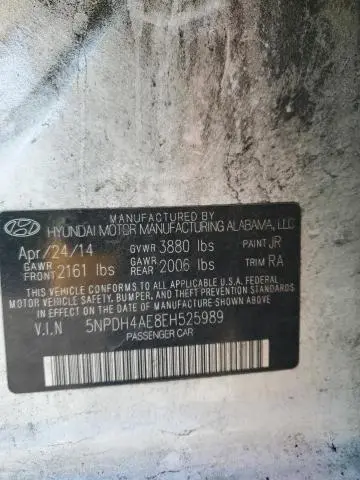 MANUFACTURED BY
HYUNDAI MOTOR MANUFACTURING ALABAMA, LLC
Apr/24/14 GVWR 3880 lbs PAINT JR
GAWR FRONT 2161 lbs GAWR REAR 2006 lbs TRIM RA
THIS VEHICLE CONFORMS TO ALL APPLICABLE U.S. FEDERAL
MOTOR VEHICLE SAFETY, BUMPER, AND THEFT PREVENTION
STANDARDS IN EFFECT ON THE DATE OF MANUFACTURE SHOWN ABOVE.
V.I.N 5NPDH4AE8EH525989
PASSENGER CAR